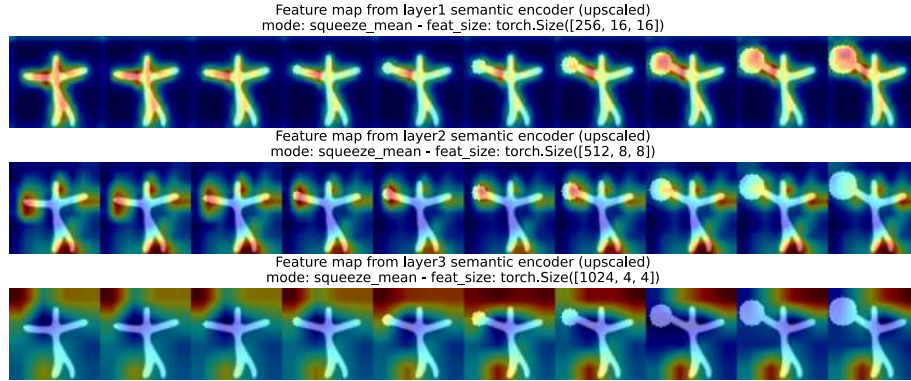 Feature map from layer1 semantic encoder (upscaled)
mode: squeeze_mean - feat_size: torch.Size([256, 16, 16])
Feature map from layer2 semantic encoder (upscaled)
mode: squeeze_mean - feat_size: torch.Size([512, 8, 8])
Feature map from layer3 semantic encoder (upscaled)
mode: squeeze_mean - feat_size: torch.Size([1024, 4, 4])